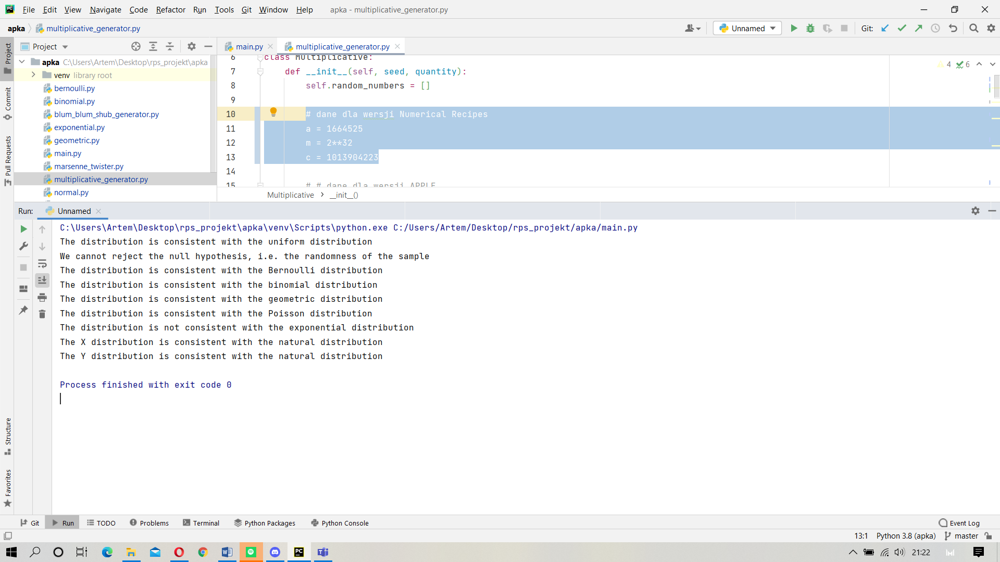 PC File Edit View Navigate Code Refactor Run Tools Git Window Help apka - multiplicative_generator.py
apka multiplicative_generator.py Unnamed Git:
Project
main.py multiplicative_generator.py
apka C:\Users\Artem\Desktop\rps_projekt\apka
venv library root
bernoulli.py
binomial.py
blum_blum_shub_generator.py
exponential.py
geometric.py
main.py
marsenne_twister.py
multiplicative_generator.py
normal.py
6 class Multiplicative:
7 def __init__(self, seed, quantity):
8 self.random_numbers = []
9
10 # dane dla wersji Numerical Recipes
11 a = 1664525
12 m = 2**32
13 c = 1013904223
14
15 # # dane dla wersji APPLE
4 6
Multiplicative __init__()
Project
Commit
Pull Requests
Structure
Favorites
Run: Unnamed
C:\Users\Artem\Desktop\rps_projekt\apka\venv\Scripts\python.exe C:/Users/Artem/Desktop/rps_projekt/apka/main.py
The distribution is consistent with the uniform distribution
We cannot reject the null hypothesis, i.e. the randomness of the sample
The distribution is consistent with the Bernoulli distribution
The distribution is consistent with the binomial distribution
The distribution is consistent with the geometric distribution
The distribution is consistent with the Poisson distribution
The distribution is not consistent with the exponential distribution
The X distribution is consistent with the natural distribution
The Y distribution is consistent with the natural distribution
Process finished with exit code 0
Git Run TODO Problems Terminal Python Packages Python Console Event Log
13:1 Python 3.8 (apka) master
PC 21:22